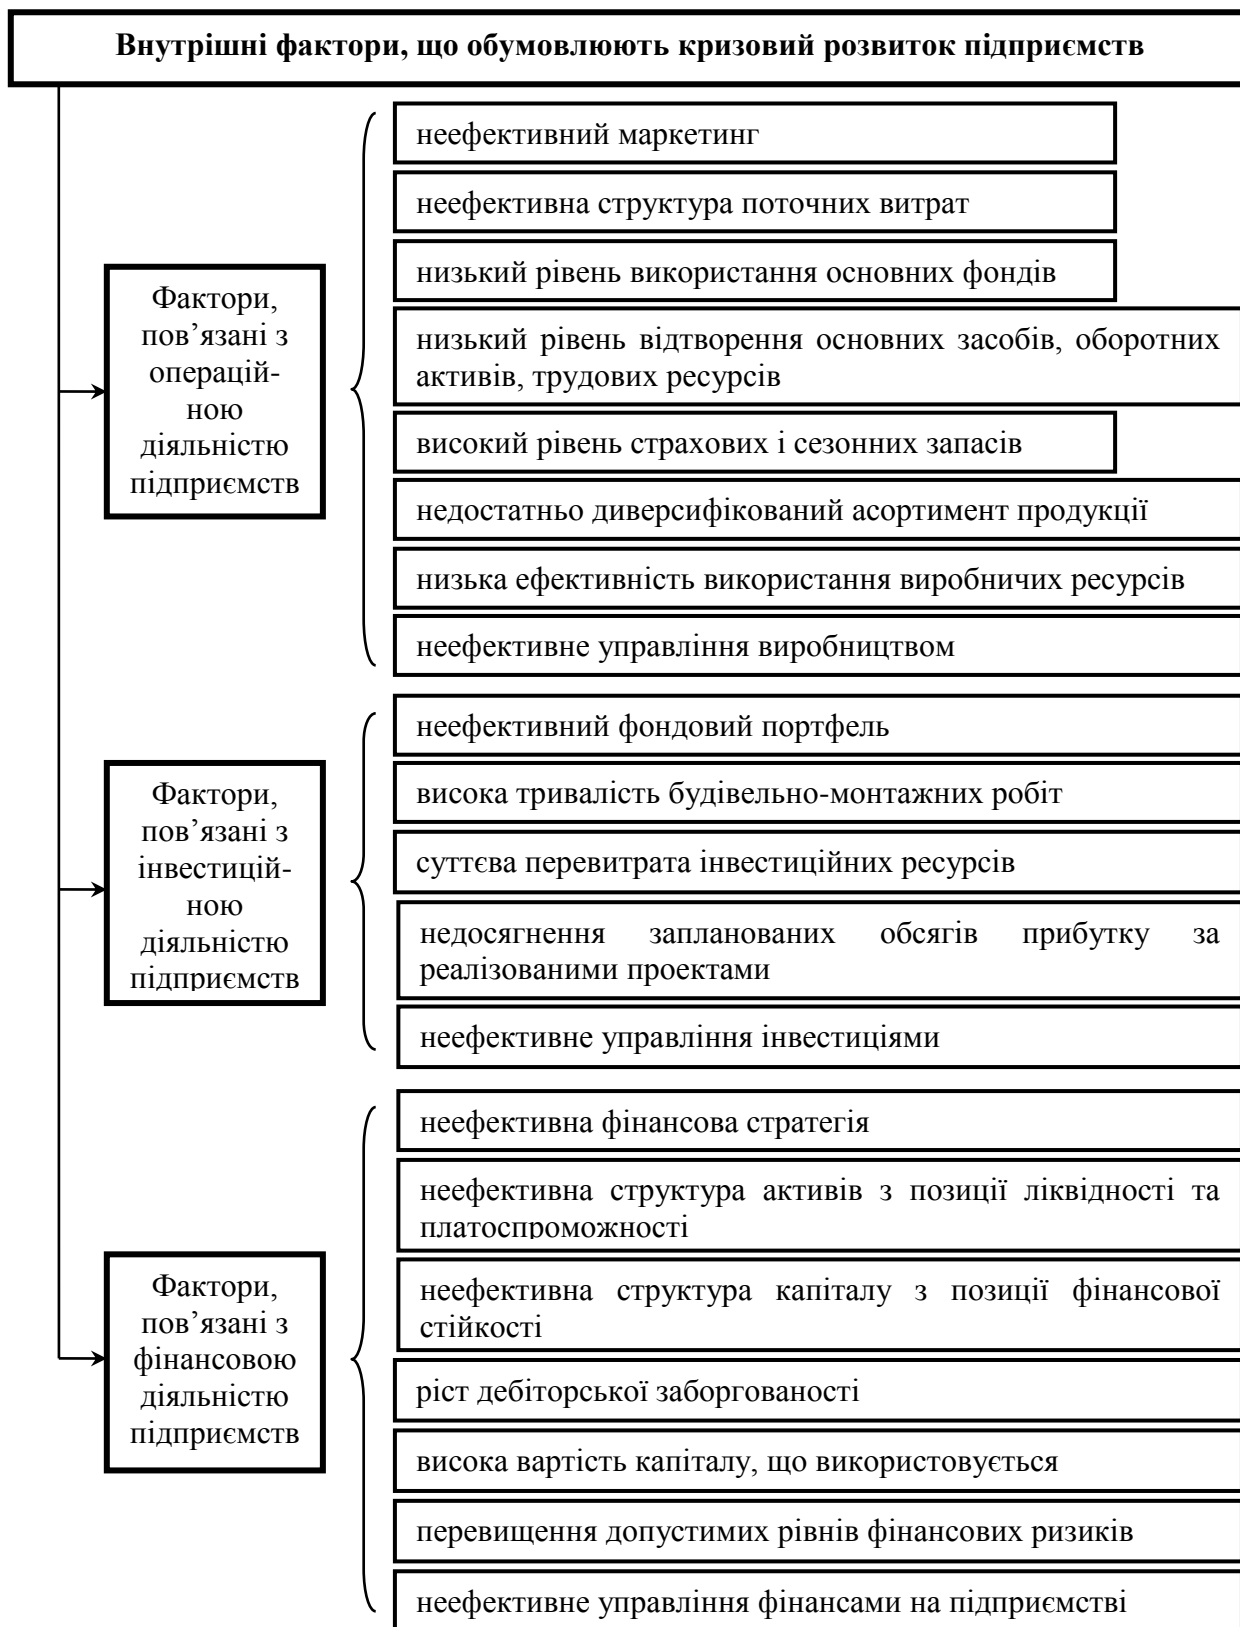 Внутрішні фактори, що обумовлюють кризовий розвиток підприємств
Фактори,
пов’язані з
операцій-
ною
діяльністю
підприємств
неефективний маркетинг
неефективна структура поточних витрат
низький рівень використання основних фондів
низький рівень відтворення основних засобів, оборотних
активів, трудових ресурсів
високий рівень страхових і сезонних запасів
недостатньо диверсифікований асортимент продукції
низька ефективність використання виробничих ресурсів
неефективне управління виробництвом
Фактори,
пов’язані з
інвестицій-
ною
діяльністю
підприємств
неефективний фондовий портфель
висока тривалість будівельно-монтажних робіт
суттєва перевитрата інвестиційних ресурсів
недосягнення запланованих обсягів прибутку за
реалізованими проектами
неефективне управління інвестиціями
Фактори,
пов’язані з
фінансовою
діяльністю
підприємств
неефективна фінансова стратегія
неефективна структура активів з позиції ліквідності та
платоспроможності
неефективна структура капіталу з позиції фінансової
стійкості
ріст дебіторської заборгованості
висока вартість капіталу, що використовується
перевищення допустимих рівнів фінансових ризиків
неефективне управління фінансами на підприємстві